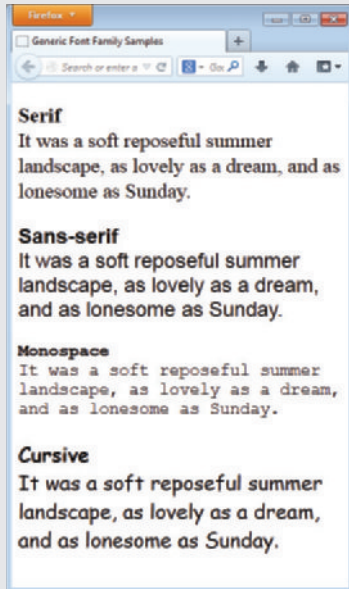 Firefox
Generic Font Family Samples
Search or enter a
Serif
It was a soft reposeful summer
landscape, as lovely as a dream, and as
lonesome as Sunday.
Sans-serif
It was a soft reposeful summer
landscape, as lovely as a dream,
and as lonesome as Sunday.
Monospace
It was a soft reposeful summer
landscape, as lovely as a dream,
and as lonesome as Sunday.
Cursive
It was a soft reposeful summer
landscape, as lovely as a dream,
and as lonesome as Sunday.